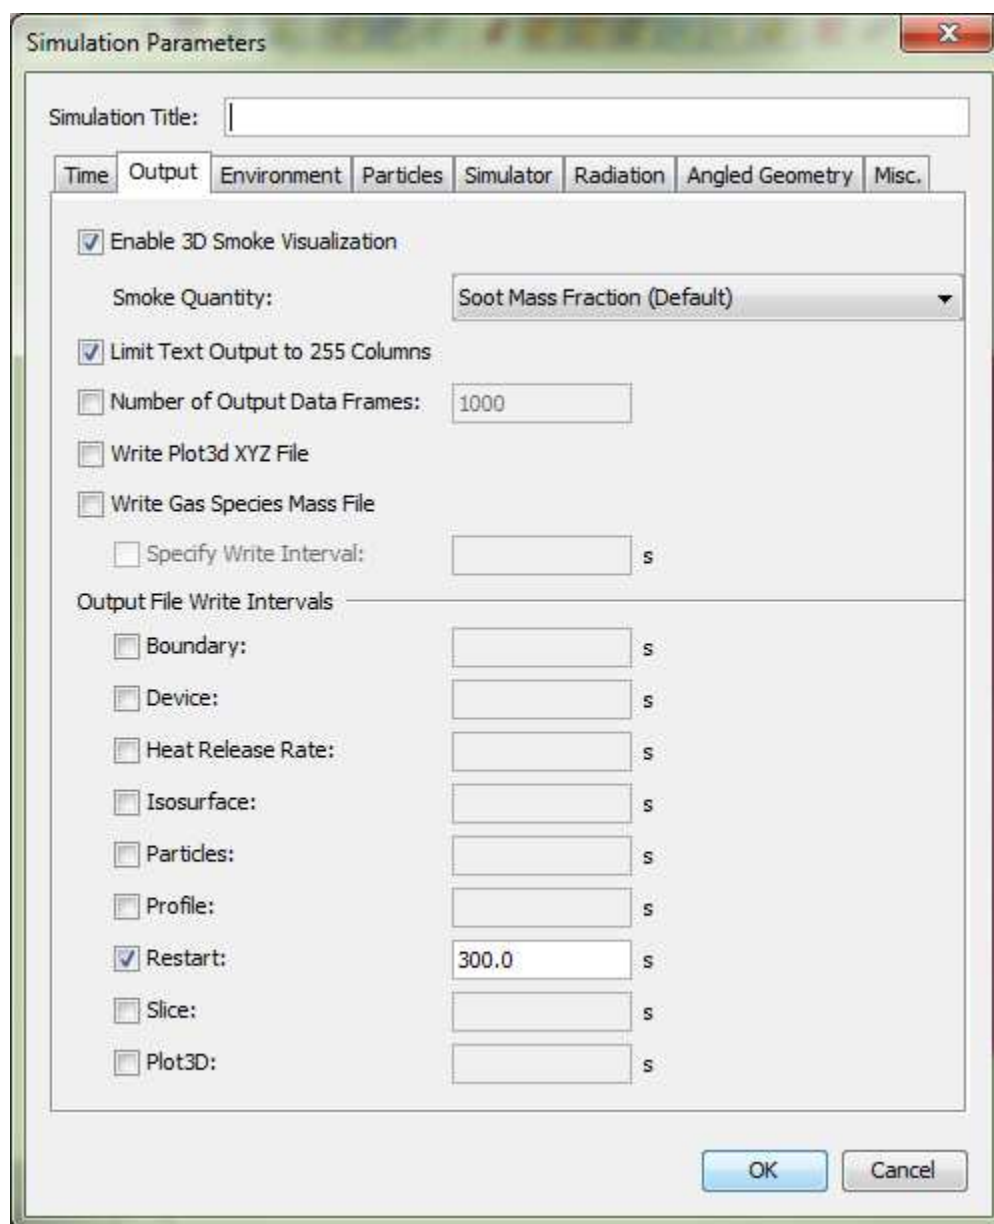 Simulation Parameters
Simulation Title:
Time Output Environment Particles Simulator Radiation Angled Geometry Misc.
Enable 3D Smoke Visualization
Smoke Quantity: Soot Mass Fraction (Default)
Limit Text Output to 255 Columns
Number of Output Data Frames: 1000
Write Plot3d XYZ File
Write Gas Species Mass File
Specify Write Interval: s
Output File Write Intervals
Boundary: s
Device: s
Heat Release Rate: s
Isosurface: s
Particles: s
Profile: s
Restart: 300.0 s
Slice: s
Plot3D: s
OK Cancel